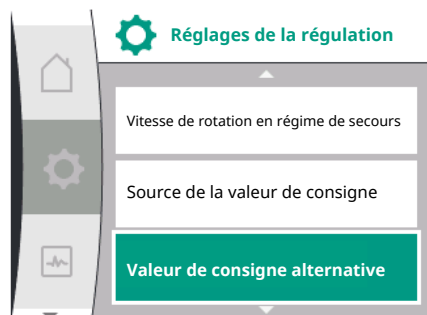 Réglages de la régulation
Vitesse de rotation en régime de secours
Source de la valeur de consigne
Valeur de consigne alternative